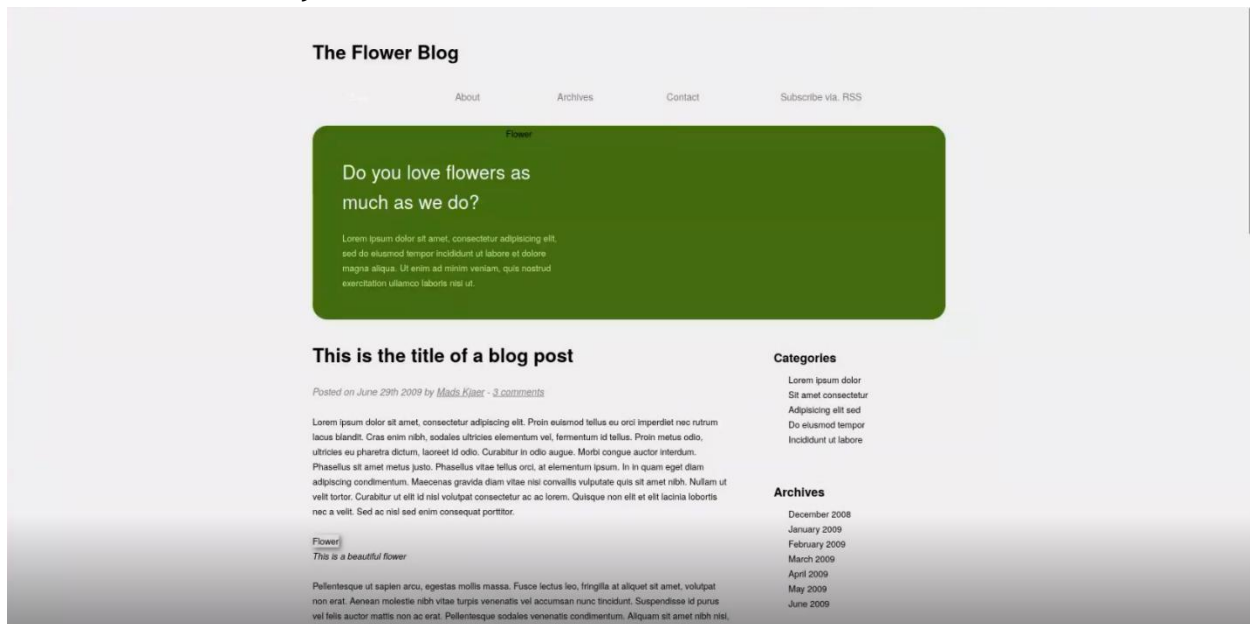 The Flower Blog
About
Archives
Contact
Subscribe via. RSS
Flower
Do you love flowers as
much as we do?
Lorem ipsum dolor sit amet, consectetur adipisicing elit,
sed do eiusmod tempor incididunt ut labore et dolore
magna aliqua. Ut enim ad minim veniam, quis nostrud
exercitation ullamco laboris nisi ut.
This is the title of a blog post
Posted on June 29th 2009 by Mads Kjaer - 3 comments
Lorem ipsum dolor sit amet, consectetur adipiscing elit. Proin euismod tellus eu orci imperdiet nec rutrum
lacus blandit. Cras enim nibh, sodales ultricies elementum vel, fermentum id tellus. Proin metus odio,
ultricies eu pharetra dictum, laoreet id odio. Curabitur in odio augue. Morbi congue auctor interdum.
Phasellus sit amet metus justo. Phasellus vitae tellus orci, at elementum ipsum. In in quam eget diam
adipiscing condimentum. Maecenas gravida diam vitae nisi convallis vulputate quis sit amet nibh. Nullam ut
velit tortor. Curabitur ut elit id nisl volutpat consectetur ac ac lorem. Quisque non elit et elit lacinia lobortis
nec a velit. Sed ac nisl sed enim consequat porttitor.
Flower
This is a beautiful flower
Pellentesque ut sapien arcu, egestas mollis massa. Fusce lectus leo, fringilla at aliquet sit amet, volutpat
non erat. Aenean molestie nibh vitae turpis venenatis vel accumsan nunc tincidunt. Suspendisse id purus
vel felis auctor mattis non ac erat. Pellentesque sodales venenatis condimentum. Aliquam sit amet nibh nisi,
Categories
Lorem ipsum dolor
Sit amet consectetur
Adipisicing elit sed
Do eiusmod tempor
Incididunt ut labore
Archives
December 2008
January 2009
February 2009
March 2009
April 2009
May 2009
June 2009